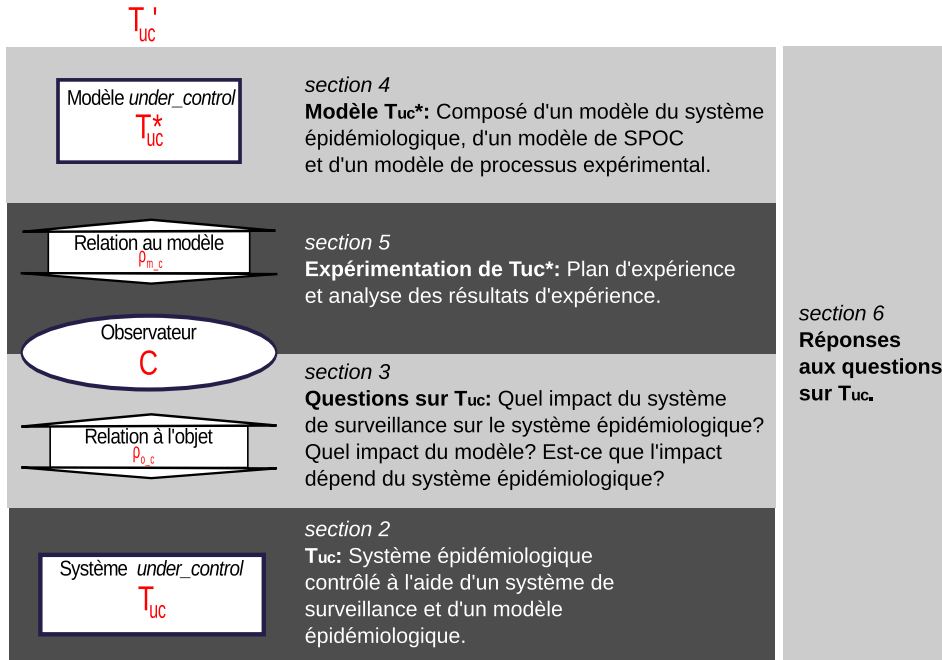 Tuc'
Modèle under_control
Tuc*
section 4
Modèle Tuc*: Composé d'un modèle du système
épidémiologique, d'un modèle de SPOC
et d'un modèle de processus expérimental.
Relation au modèle
ρm_c
section 5
Expérimentation de Tuc*: Plan d'expérience
et analyse des résultats d'expérience.
Observateur
C
section 3
Questions sur Tuc: Quel impact du système
de surveillance sur le système épidémiologique?
Quel impact du modèle? Est-ce que l'impact
dépend du système épidémiologique?
Relation à l'objet
ρo_c
section 2
Tuc: Système épidémiologique
contrôlé à l'aide d'un système de
surveillance et d'un modèle
épidémiologique.
Système under_control
Tuc
section 6
Réponses
aux questions
sur Tuc.